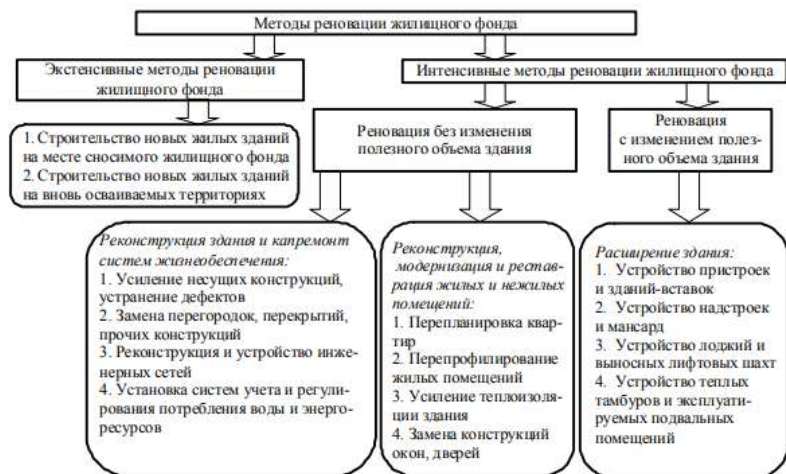 Методы реновации жилищного фонда
Экстенсивные методы реновации
жилищного фонда
Интенсивные методы реновации жилищного фонда
1. Строительство новых жилых зданий
на месте сносимого жилищного фонда
2. Строительство новых жилых зданий
на вновь осваиваемых территориях
Реновация без изменения
полезного объема здания
Реновация
с изменением полез-
ного объема здания
Реконструкция здания и капремонт
систем жизнеобеспечения:
1. Усиление несущих конструкций,
устранение дефектов
2. Замена перегородок, перекрытий,
прочих конструкций
3. Реконструкция и устройство инже-
нерных сетей
4. Установка систем учета и регули-
рования потребления воды и энерго-
ресурсов
Реконструкция,
модернизация и реставра-
рация жилых и нежилых
помещений:
1. Перепланировка квар-
тир
2. Перепрофилирование
жилых помещений
3. Усиление теплоизоля-
ции здания
4. Замена конструкций
окон, дверей
Расширение здания:
1. Устройство пристроек
и зданий-вставок
2. Устройство надстроек
и мансард
3. Устройство лоджий и
выносных лифтовых шахт
4. Устройство теплых
тамбуров и эксплуати-
руемых подвальных
помещений